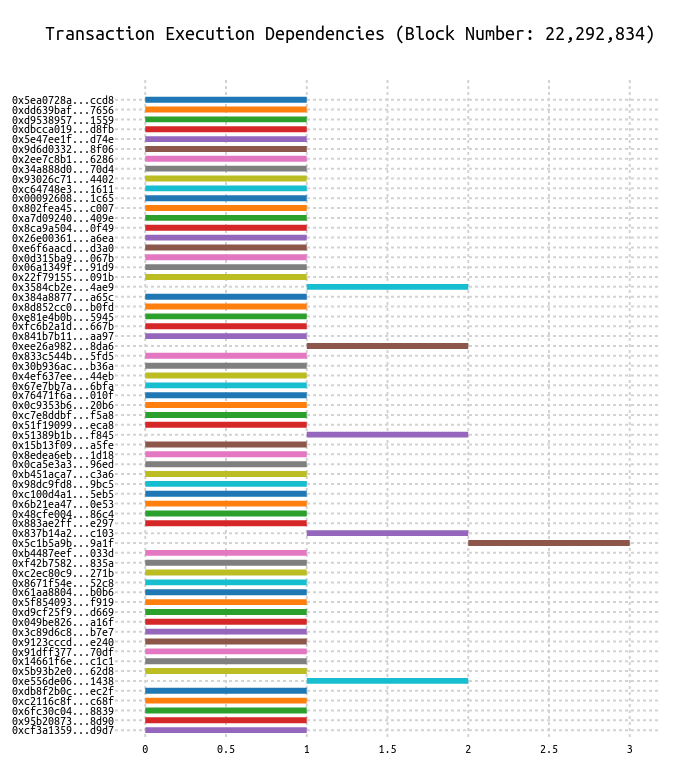 Transaction Execution Dependencies (Block Number: 22,292,834)
0x5ea0728a...ccd8
0xdd639baf...7656
0xd9538957...1559
0xdbcca019...d8fb
0x5e47ee1f...d74e
0x9d6d0332...8f06
0x2ee7c8b1...6286
0x34a888d0...70d4
0x93026c71...4402
0xc64748e3...1611
0x00092608...1c65
0x802fea45...c007
0xa7d09240...409e
0x8ca9a504...0f49
0x26e00361...a6ea
0xe6f6aacd...d3a0
0x0d315ba9...067b
0x06a1349f...91d9
0x22f79155...091b
0x3584cb2e...4ae9
0x384a8877...a65c
0x8d852cc0...b0fd
0xe81e4b0b...5945
0xfc6b2a1d...667b
0x841b7b11...aa97
0xee26a982...8da6
0x833c544b...5fd5
0x30b936ac...b36a
0x4ef637ee...44eb
0x67e7bb7a...6bfa
0x76471f6a...010f
0x0c9353b6...20b6
0xc7e8ddbf...f5a8
0x51f19099...eca8
0x51389b1b...f845
0x15b13f09...a5fe
0x8edea6eb...1d18
0x0ca5e3a3...96ed
0xb451aca7...c3a6
0x98dc9fd8...9bc5
0xc100d4a1...5eb5
0x6b21ea47...0e53
0x48cfe004...86c4
0x883ae2ff...e297
0x837b14a2...c103
0x5c1b5a9b...9a1f
0xb4487eef...033d
0xf42b7582...835a
0xc2ec80c9...271b
0x8671f54e...52c8
0x61aa8804...b0b6
0x5f854093...f919
0xd9cf25f9...d669
0x049be826...a16f
0x3c89d6c8...b7e7
0x9123cccd...e240
0x91dff377...70df
0x14661f6e...c1c1
0x5b93b2e0...62d8
0xe556de06...1438
0xdb8f2b0c...ec2f
0xc2116c8f...c68f
0x6fc30c04...8839
0x95b20873...8d90
0xcf3a1359...d9d7
0 0.5 1 1.5 2 2.5 3